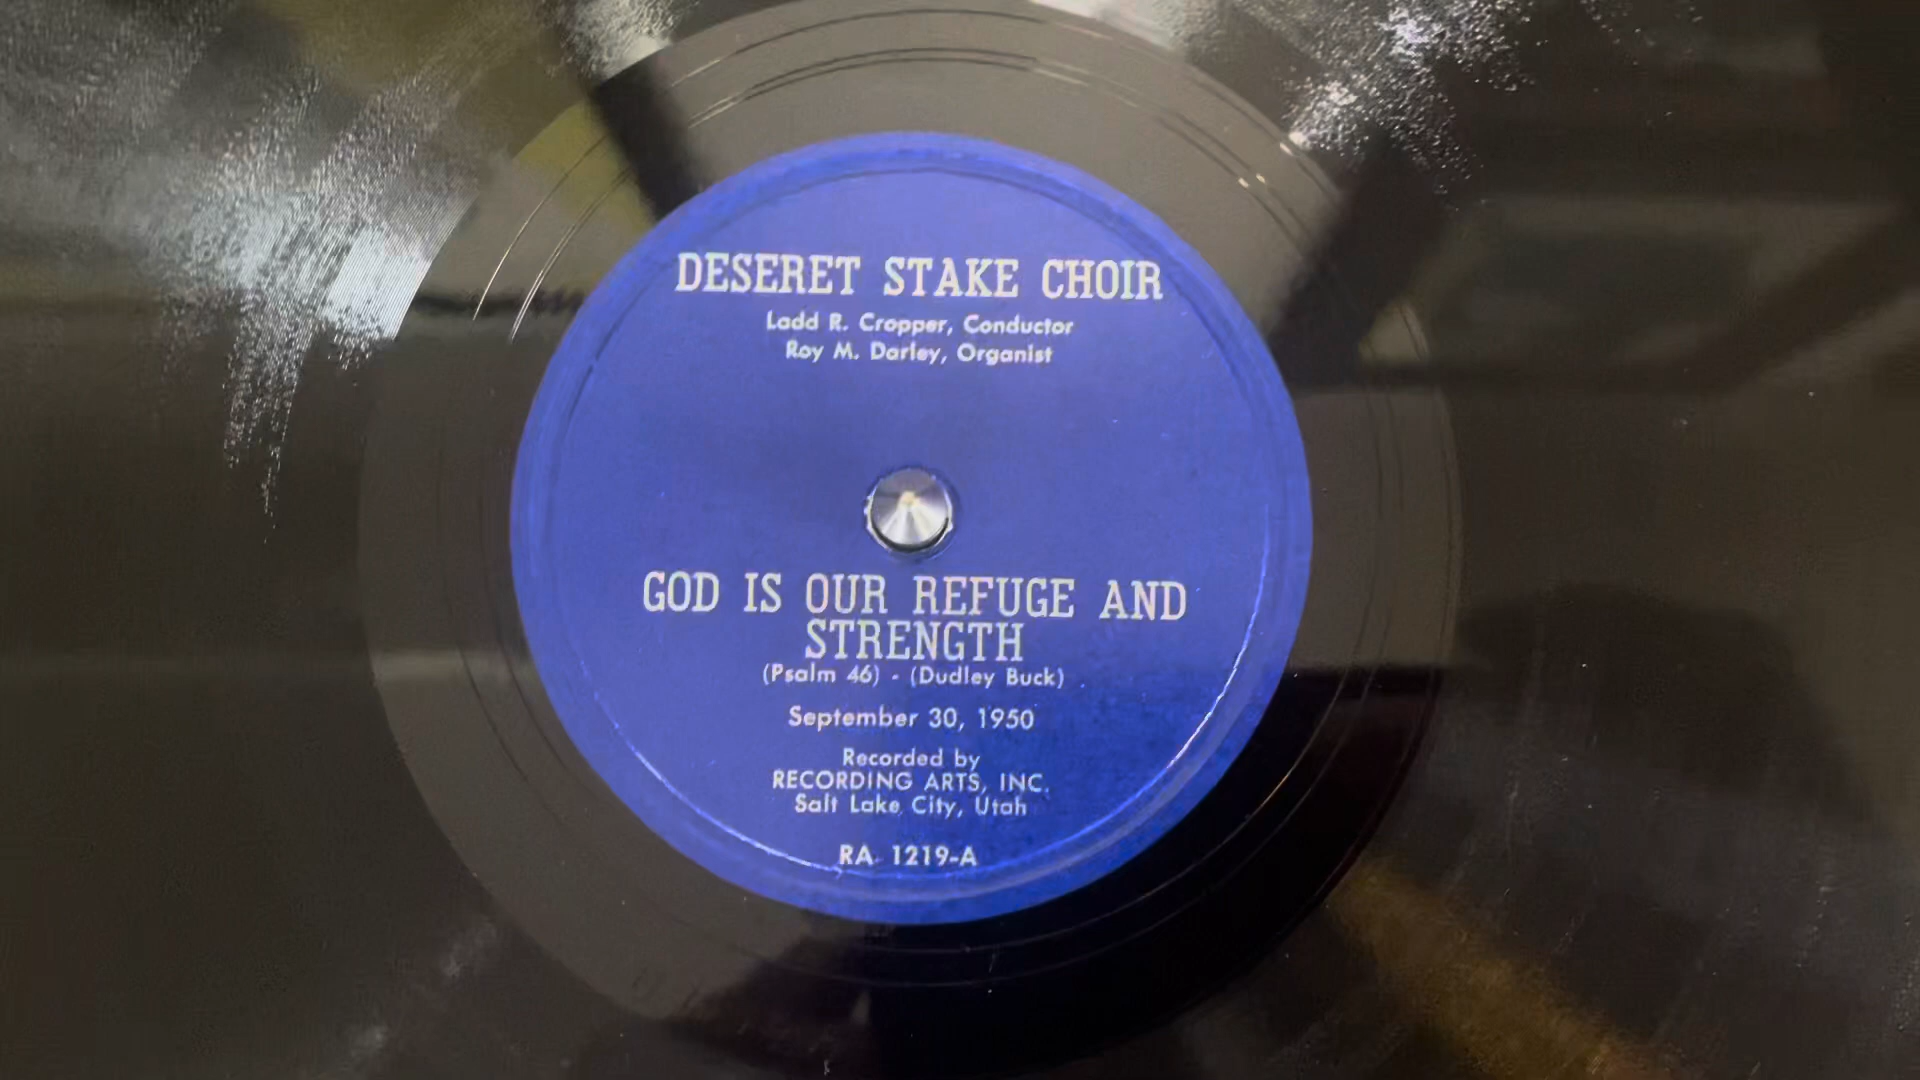 DESERET STAKE CHOIR
Ladd R. Cropper, Conductor
Roy M. Darley, Organist
GOD IS OUR REFUGE AND
STRENGTH
(Psalm 46) - (Dudley Buck)
September 30, 1950
Recorded by
RECORDING ARTS, INC.
Salt Lake City, Utah
RA 1219-A